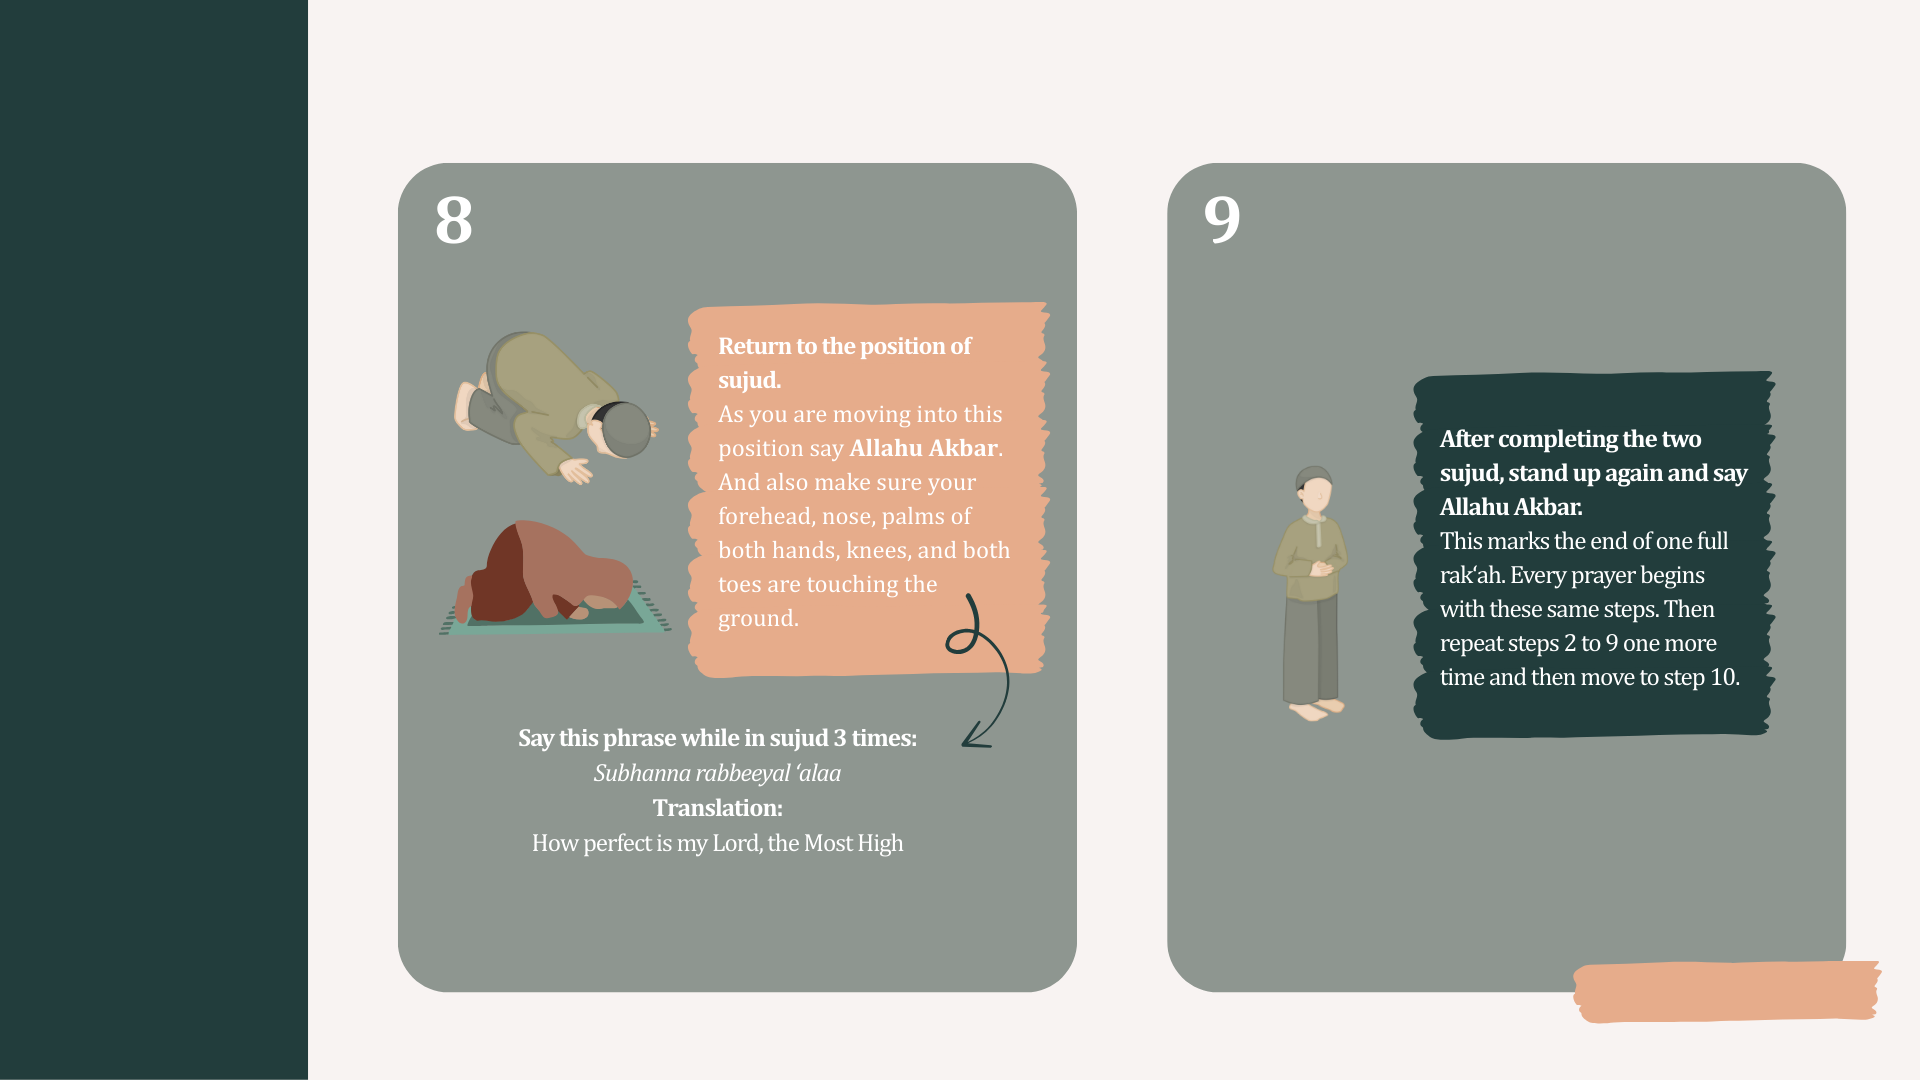 8
Return to the position of
sujud.
As you are moving into this
position say Allahu Akbar.
And also make sure your
forehead, nose, palms of
both hands, knees, and both
toes are touching the
ground.
Say this phrase while in sujud 3 times:
Subhanna rabbeeyal ‘alaa
Translation:
How perfect is my Lord, the Most High
9
After completing the two
sujud, stand up again and say
Allahu Akbar.
This marks the end of one full
rak‘ah. Every prayer begins
with these same steps. Then
repeat steps 2 to 9 one more
time and then move to step 10.